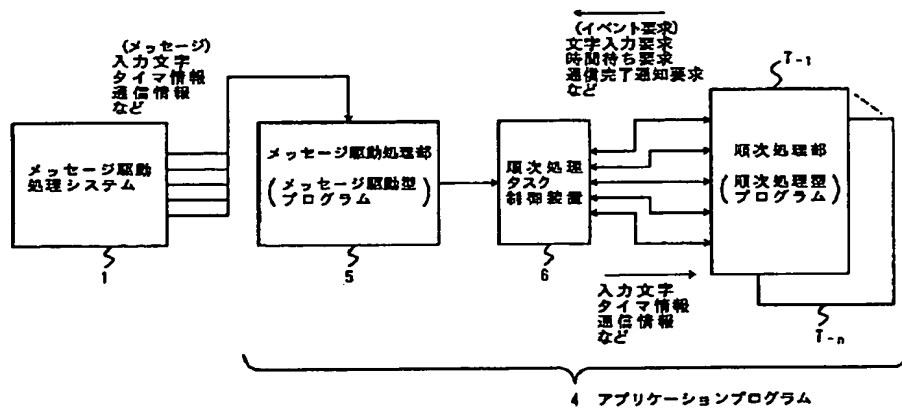 (メッセージ)
入力文字
タイマ情報
通信情報
など
(イベント要求)
文字入力要求
時間待ち要求
通信完了通知要求
など
T-1
メッセージ駆動
処理システム
メッセージ駆動処理部
(メッセージ駆動型
プログラム)
順次処理
タスク
制御装置
順次処理部
(順次処理型
プログラム)
1
5
6
入力文字
タイマ情報
通信情報
など
T-n
4 アプリケーションプログラム